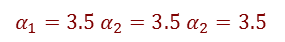 α₁ = 3.5 α₂ = 3.5 α₂ = 3.5